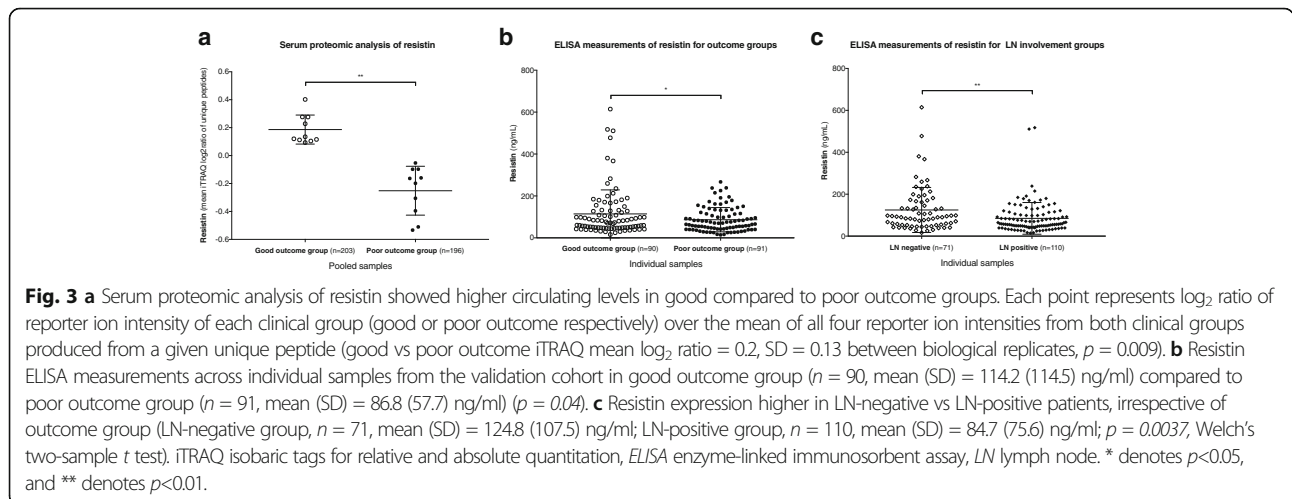 a
Serum proteomic analysis of resistin
Resistin (mean iTRAQ log2 ratio of unique peptides)
0.6
0.4
0.2
0.0
-0.2
-0.4
-0.6
**
Good outcome group (n=203)
Poor outcome group (n=196)
Pooled samples
b
ELISA measurements of resistin for outcome groups
Resistin (ng/mL)
800
600
400
200
0
*
Good outcome group (n=90)
Poor outcome group (n=91)
Individual samples
c
ELISA measurements of resistin for LN involvement groups
Resistin (ng/mL)
800
600
400
200
0
**
LN negative (n=71)
LN positive (n=110)
Individual samples
Fig. 3 a Serum proteomic analysis of resistin showed higher circulating levels in good compared to poor outcome groups. Each point represents log₂ ratio of
reporter ion intensity of each clinical group (good or poor outcome respectively) over the mean of all four reporter ion intensities from both clinical groups
produced from a given unique peptide (good vs poor outcome iTRAQ mean log₂ ratio = 0.2, SD = 0.13 between biological replicates, p = 0.009). b Resistin
ELISA measurements across individual samples from the validation cohort in good outcome group (n = 90, mean (SD) = 114.2 (114.5) ng/ml) compared to
poor outcome group (n = 91, mean (SD) = 86.8 (57.7) ng/ml) (p = 0.04). c Resistin expression higher in LN-negative vs LN-positive patients, irrespective of
outcome group (LN-negative group, n = 71, mean (SD) = 124.8 (107.5) ng/ml; LN-positive group, n = 110, mean (SD) = 84.7 (75.6) ng/ml; p = 0.0037, Welch's
two-sample t test). iTRAQ isobaric tags for relative and absolute quantitation, ELISA enzyme-linked immunosorbent assay, LN lymph node. * denotes p<0.05,
and ** denotes p<0.01.